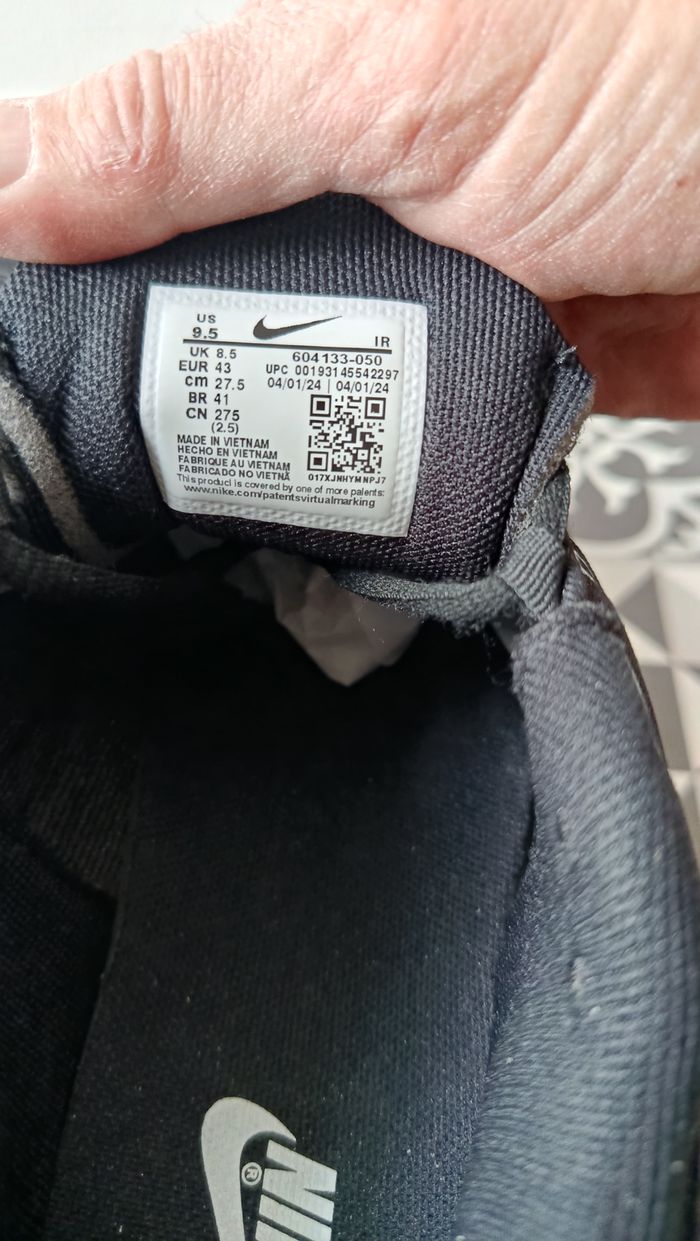 US
9.5
IR
UK 8.5
604133-050
EUR 43
UPC 00193145542297
cm 27.5
04/01/24 | 04/01/24
BR 41
CN 275
(2.5)
MADE IN VIETNAM
HECHO EN VIETNAM
FABRIQUE AU VIETNAM
FABRICADO NO VIETNÃ
017XJNHYMNPJ7
This product is covered by one of more patents:
www.nike.com/patentsvirtualmarking
®